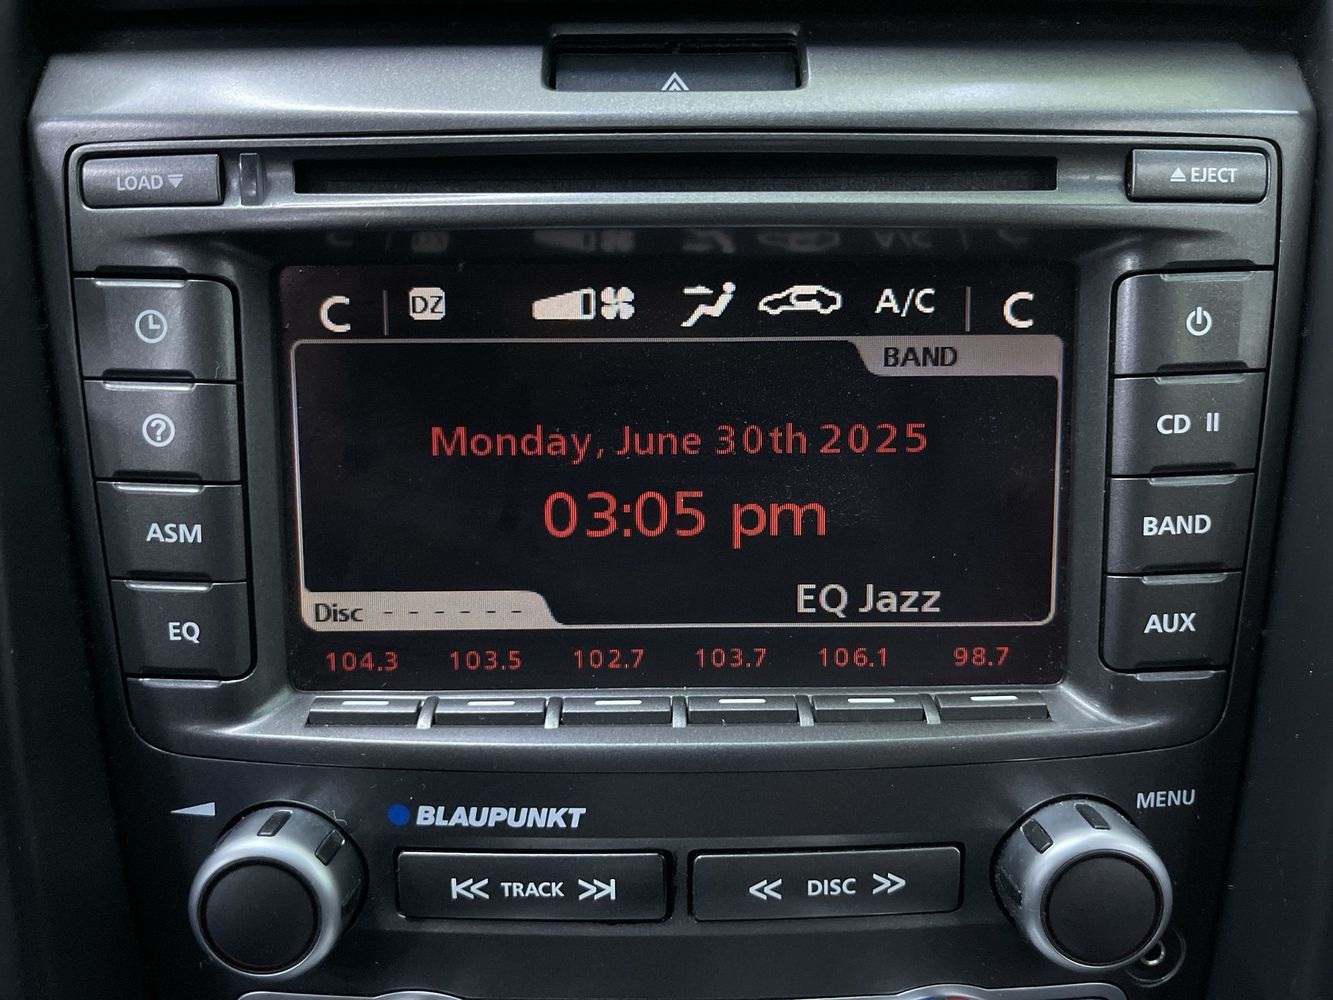 LOAD
EJECT
C DZ A/C C
BAND
Monday, June 30th 2025
03:05 pm
EQ Jazz
Disc - - - - - -
104.3 103.5 102.7 103.7 106.1 98.7
ASM
EQ
CD II
BAND
AUX
BLAUPUNKT
MENU
TRACK
DISC